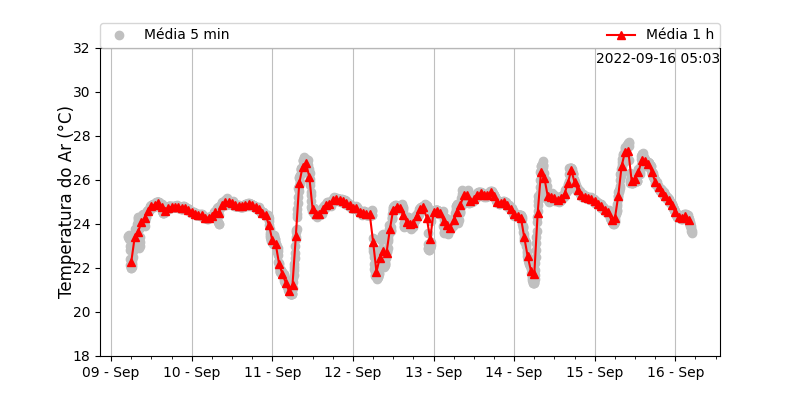 Média 5 min
Média 1 h
2022-09-16 05:03
Temperatura do Ar (°C)
32
30
28
26
24
22
20
18
09 - Sep
10 - Sep
11 - Sep
12 - Sep
13 - Sep
14 - Sep
15 - Sep
16 - Sep